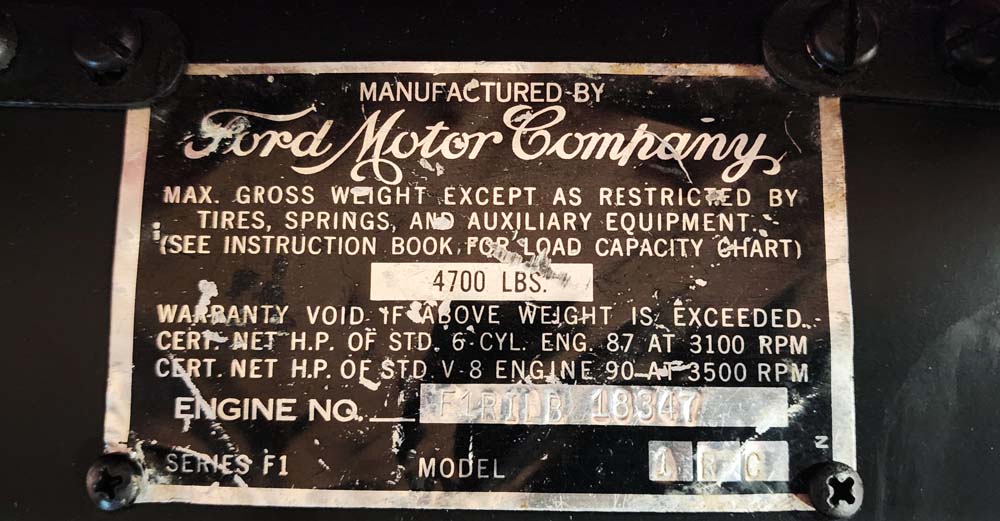 MANUFACTURED BY
Ford Motor Company
MAX. GROSS WEIGHT EXCEPT AS RESTRICTED BY
TIRES, SPRINGS, AND AUXILIARY EQUIPMENT.
(SEE INSTRUCTION BOOK FOR LOAD CAPACITY CHART)
4700 LBS.
WARRANTY VOID IF ABOVE WEIGHT IS EXCEEDED.
CERT. NET H.P. OF STD. 6-CYL. ENG. 87 AT 3100 RPM
CERT. NET H.P. OF STD. V-8 ENGINE 90 AT 3500 RPM
ENGINE NO. F1R1LB 18347
SERIES F1 MODEL 1 R C
N